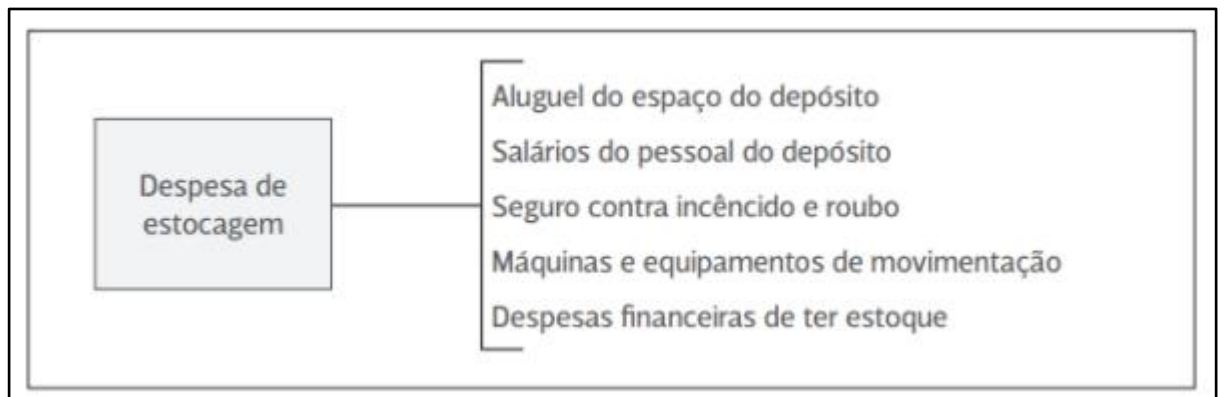 Despesa de
estocagem
Aluguel do espaço do depósito
Salários do pessoal do depósito
Seguro contra incêncido e roubo
Máquinas e equipamentos de movimentação
Despesas financeiras de ter estoque